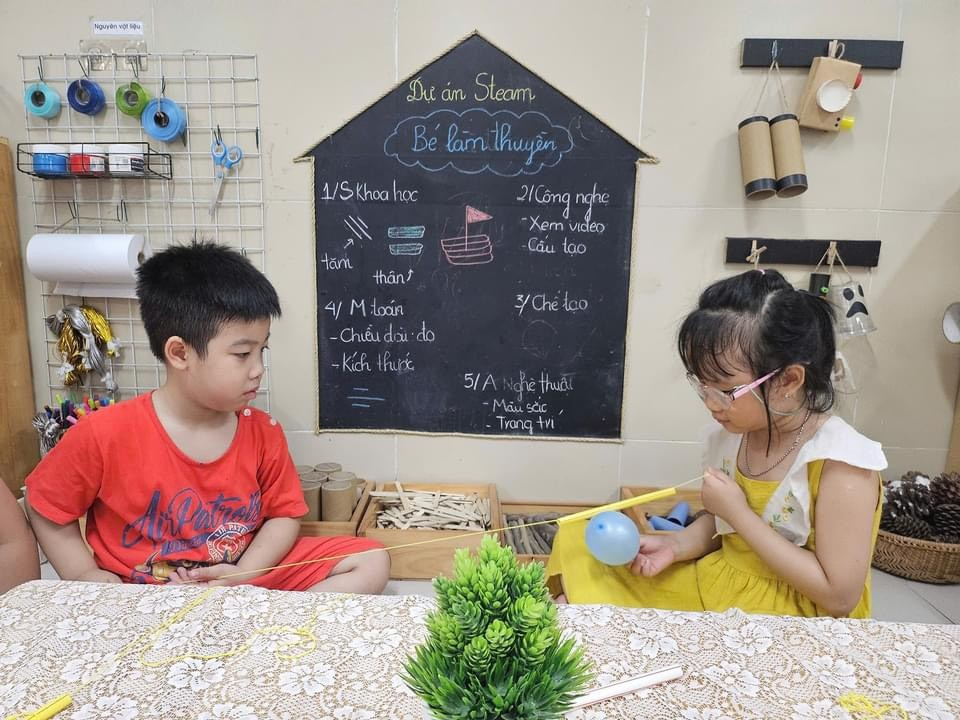 Nguyên vật liệu
Dự án Steam
Bé làm thuyền
1/S Khoa học
tăm
thân
2/Công nghệ
- Xem video
- Cấu tạo
4/ M toán
- Chiều dài - đo
- Kích thước
3/ Chế tạo
5/ A Nghệ thuật
- Màu sắc
- Trang trí
AirPatrol